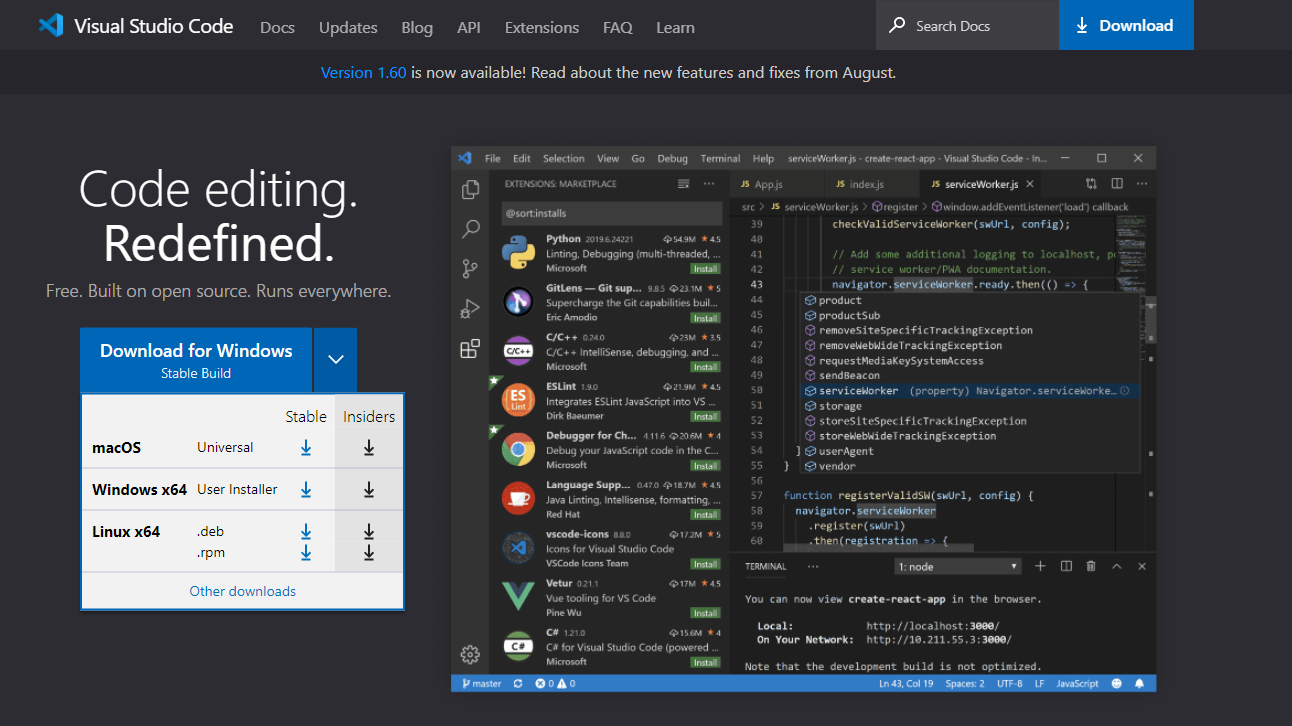 Visual Studio Code Docs Updates Blog API Extensions FAQ Learn Search Docs Download
Version 1.60 is now available! Read about the new features and fixes from August.
Code editing.
Redefined.
Free. Built on open source. Runs everywhere.
Download for Windows
Stable Build
Stable Insiders
macOS Universal
Windows x64 User Installer
Linux x64 .deb
.rpm
Other downloads
File Edit Selection View Go Debug Terminal Help serviceWorker.js - create-react-app - Visual Studio Code - In...
EXTENSIONS: MARKETPLACE ...
@sort:installs
Python 2019.6.24221 54.9M 4.5
Linting, Debugging (multi-threaded, ...
Microsoft Install
GitLens — Git sup... 9.8.5 23.1M 5
Supercharge the Git capabilities buil...
Eric Amodio Install
C/C++
C/C++ 0.24.0 23M 3.5
C/C++ IntelliSense, debugging, and ...
Microsoft Install
ES
Lint
ESLint 1.9.0 21.9M 4.5
Integrates ESLint JavaScript into VS ...
Dirk Baeumer Install
Debugger for Ch... 4.11.6 20.6M 4
Debug your JavaScript code in the C...
Microsoft Install
Language Supp... 0.47.0 18.7M 4.5
Java Linting, Intellisense, formatting, ...
Red Hat Install
vscode-icons 8.8.0 17.2M 5
Icons for Visual Studio Code
VSCode Icons Team Install
Vetur 0.21.1 17M 4.5
Vue tooling for VS Code
Pine Wu Install
C#
C# 1.21.0 15.6M 4
C# for Visual Studio Code (powered ...
Microsoft Install
JS App.js JS index.js JS serviceWorker.js
src > JS serviceWorker.js > register > window.addEventListener('load') callback
39 checkValidServiceWorker(swUrl, config);
40
41 // Add some additional logging to localhost, p
42 // service worker/PWA documentation.
43 navigator.serviceWorker.ready.then(() => {
44 product
45 productSub
46 removeSiteSpecificTrackingException
47 removeWebWideTrackingException
48 requestMediaKeySystemAccess
49 sendBeacon
50 serviceWorker (property) Navigator.serviceWorke...
51 storage
52 storeSiteSpecificTrackingException
53 storeWebWideTrackingException
54 ] userAgent
55 } vendor
56
57 function registerValidSW(swUrl, config) {
58 navigator.serviceWorker
59 .register(swUrl)
60 .then(registration => {
TERMINAL ... 1: node
You can now view create-react-app in the browser.
Local: http://localhost:3000/
On Your Network: http://10.211.55.3:3000/
Note that the development build is not optimized.
master 0 0 Ln 43, Col 19 Spaces: 2 UTF-8 LF JavaScript